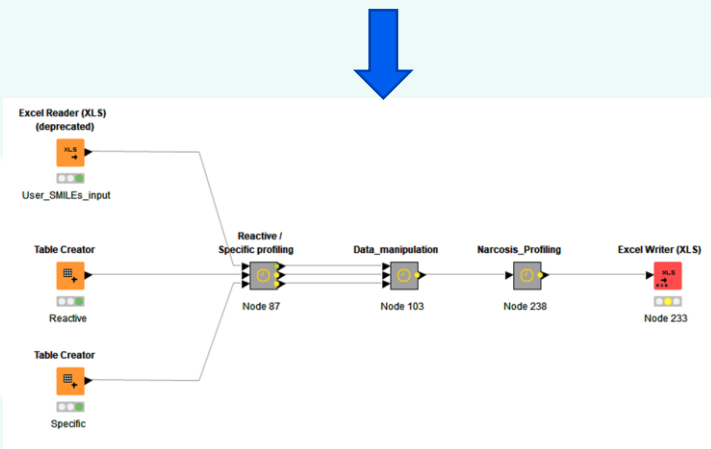 Excel Reader (XLS)
(deprecated)
XLS
User_SMILEs_input
Table Creator
Reactive
Table Creator
Specific
Reactive /
Specific profiling
Node 87
Data_manipulation
Node 103
Narcosis_Profiling
Node 238
Excel Writer (XLS)
XLS
Node 233